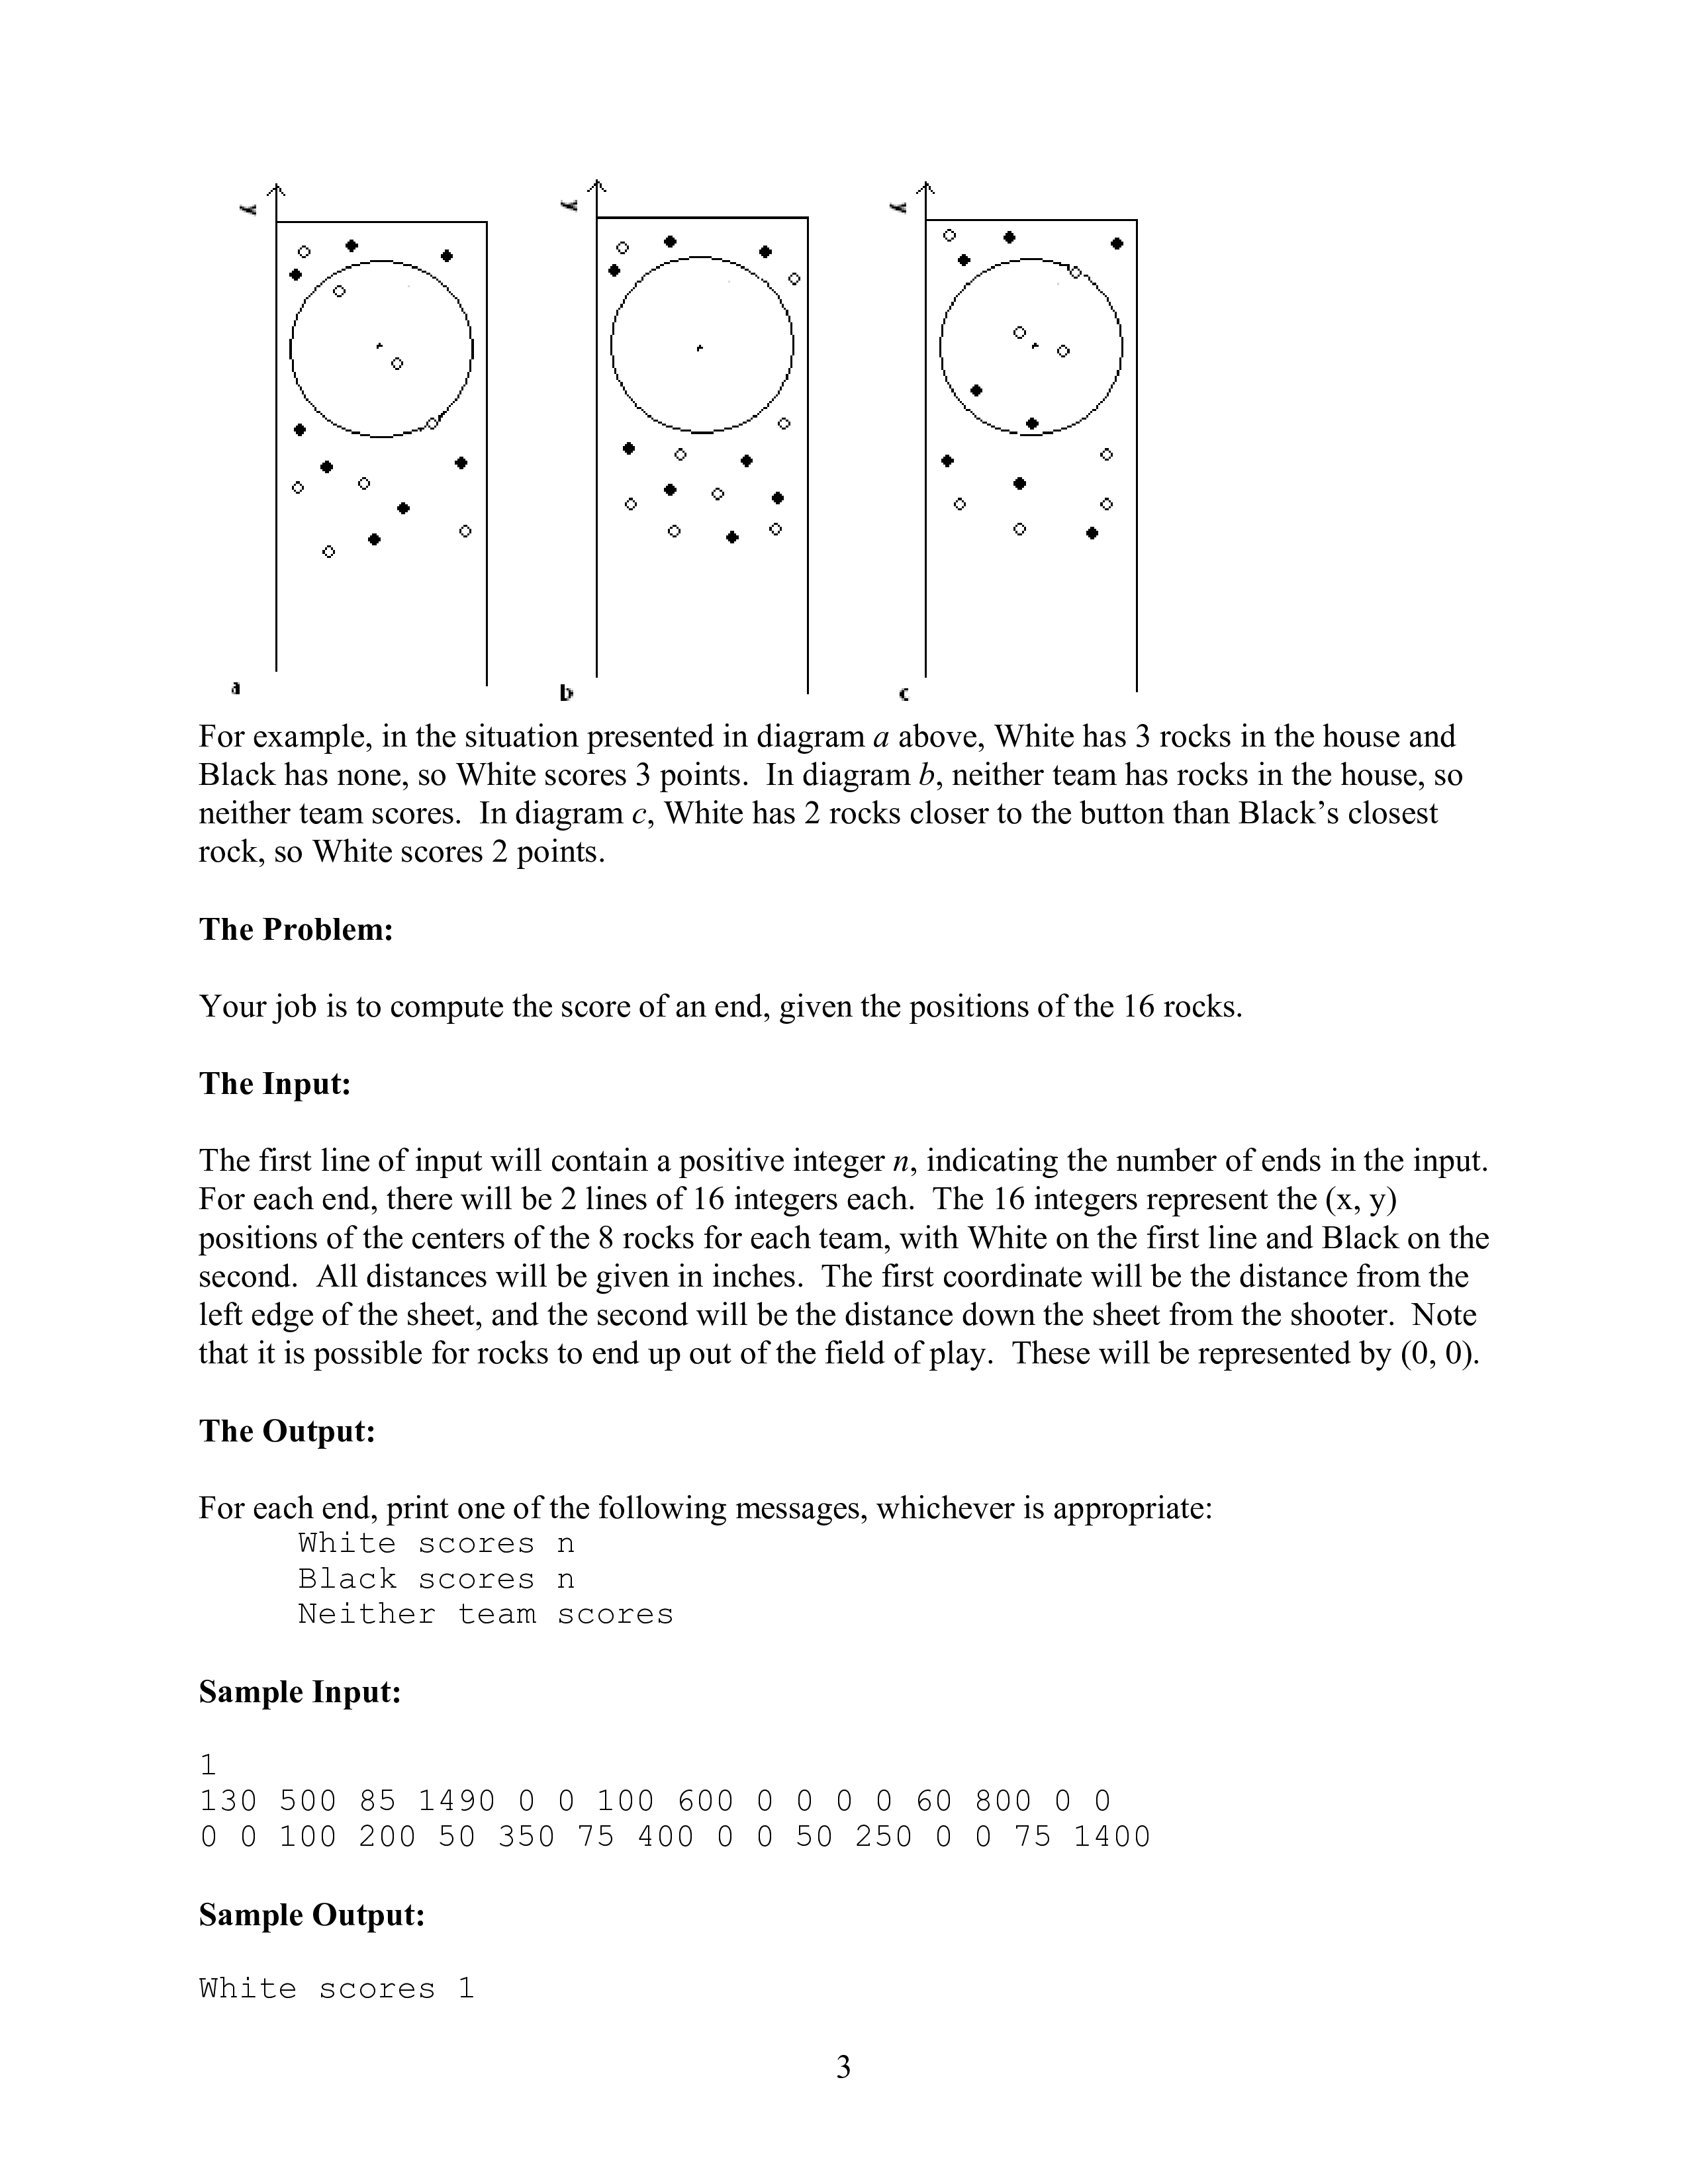 y y y
a b c
For example, in the situation presented in diagram a above, White has 3 rocks in the house and
Black has none, so White scores 3 points. In diagram b, neither team has rocks in the house, so
neither team scores. In diagram c, White has 2 rocks closer to the button than Black's closest
rock, so White scores 2 points.
The Problem:
Your job is to compute the score of an end, given the positions of the 16 rocks.
The Input:
The first line of input will contain a positive integer n, indicating the number of ends in the input.
For each end, there will be 2 lines of 16 integers each. The 16 integers represent the (x, y)
positions of the centers of the 8 rocks for each team, with White on the first line and Black on the
second. All distances will be given in inches. The first coordinate will be the distance from the
left edge of the sheet, and the second will be the distance down the sheet from the shooter. Note
that it is possible for rocks to end up out of the field of play. These will be represented by (0, 0).
The Output:
For each end, print one of the following messages, whichever is appropriate:
White scores n
Black scores n
Neither team scores
Sample Input:
1
130 500 85 1490 0 0 100 600 0 0 0 0 60 800 0 0
0 0 100 200 50 350 75 400 0 0 50 250 0 0 75 1400
Sample Output:
White scores 1
3